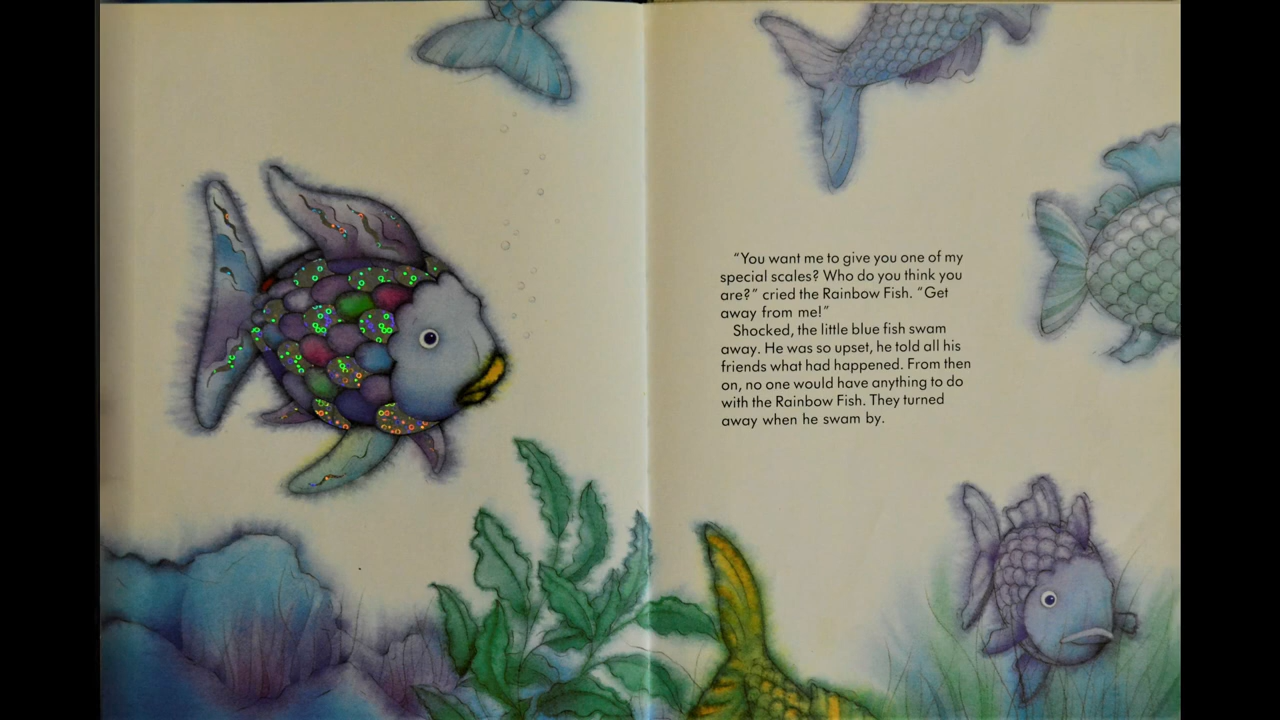 “You want me to give you one of my
special scales? Who do you think you
are?” cried the Rainbow Fish. “Get
away from me!”
Shocked, the little blue fish swam
away. He was so upset, he told all his
friends what had happened. From then
on, no one would have anything to do
with the Rainbow Fish. They turned
away when he swam by.